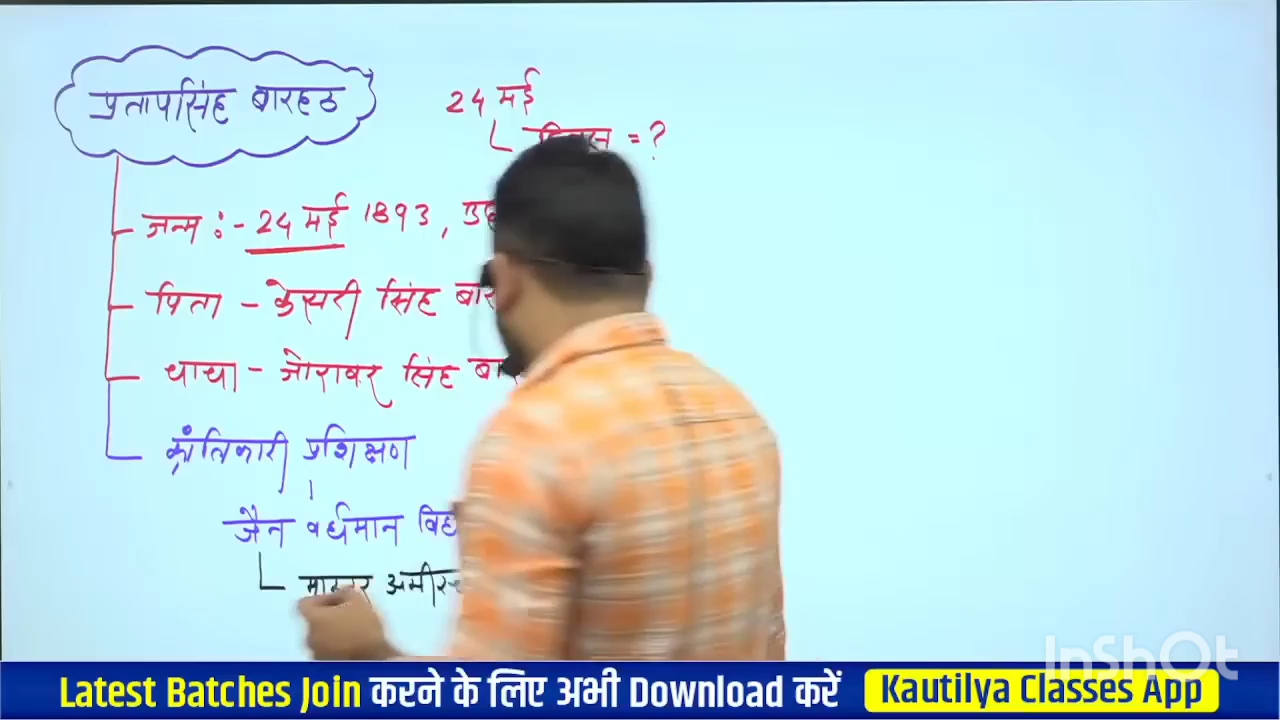 प्रतापसिंह बारहठ
24 मई
= ?
जन्म :- 24 मई 1893,
पिता - केसरी सिंह
चाचा - जोरावर सिंह
क्रांतिकारी प्रशिक्षण
जैन वर्धमान
मास्टर
Latest Batches Join करने के लिए अभी Download करें
Kautilya Classes App
InShOt